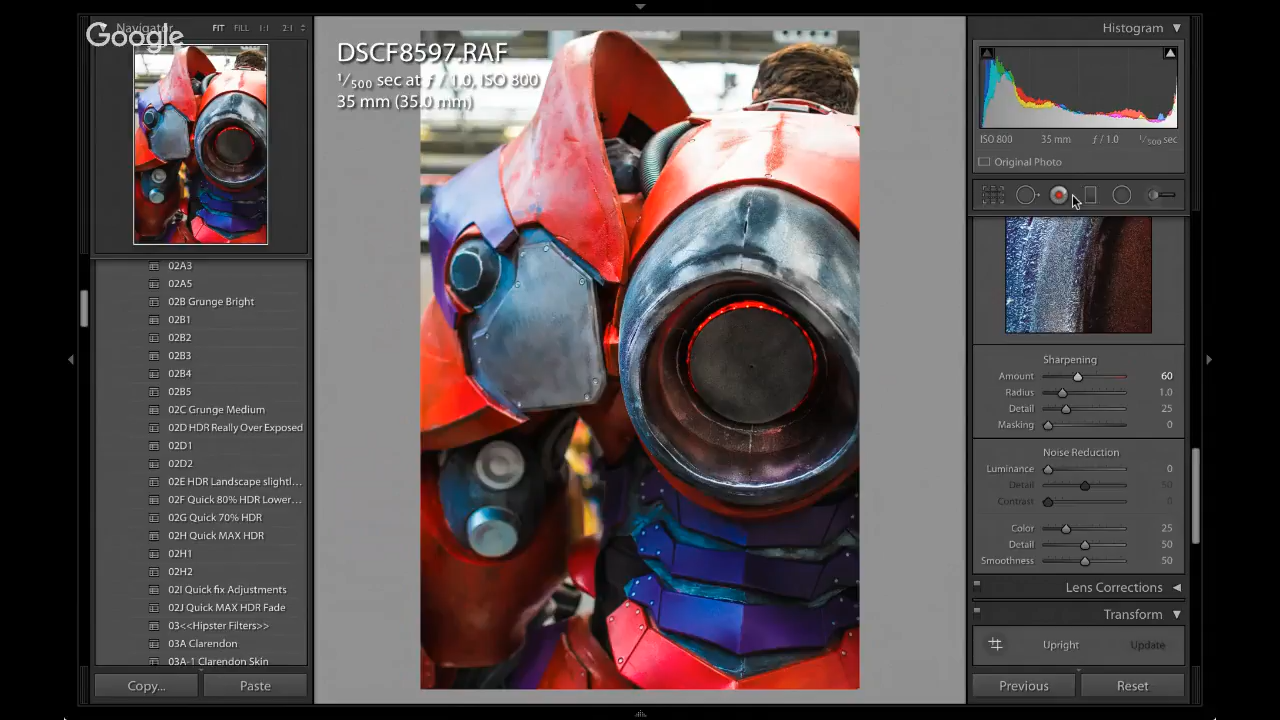 Navigator
FIT FILL 1:1 2:1
Google
DSCF8597.RAF
1/500 sec at ƒ / 1.0, ISO 800
35 mm (35.0 mm)
Histogram
ISO 800 35 mm ƒ / 1.0 1/500 sec
Original Photo
02A3
02A5
02B Grunge Bright
02B1
02B2
02B3
02B4
02B5
02C Grunge Medium
02D HDR Really Over Exposed
02D1
02D2
02E HDR Landscape slightl...
02F Quick 80% HDR Lower...
02G Quick 70% HDR
02H Quick MAX HDR
02H1
02H2
02I Quick fix Adjustments
02J Quick MAX HDR Fade
03<<Hipster Filters>>
03A Clarendon
03A-1 Clarendon Skin
Copy... Paste
Sharpening
Amount 60
Radius 1.0
Detail 25
Masking 0
Noise Reduction
Luminance 0
Detail 50
Contrast 0
Color 25
Detail 50
Smoothness 50
Lens Corrections
Transform
Upright Update
Previous Reset